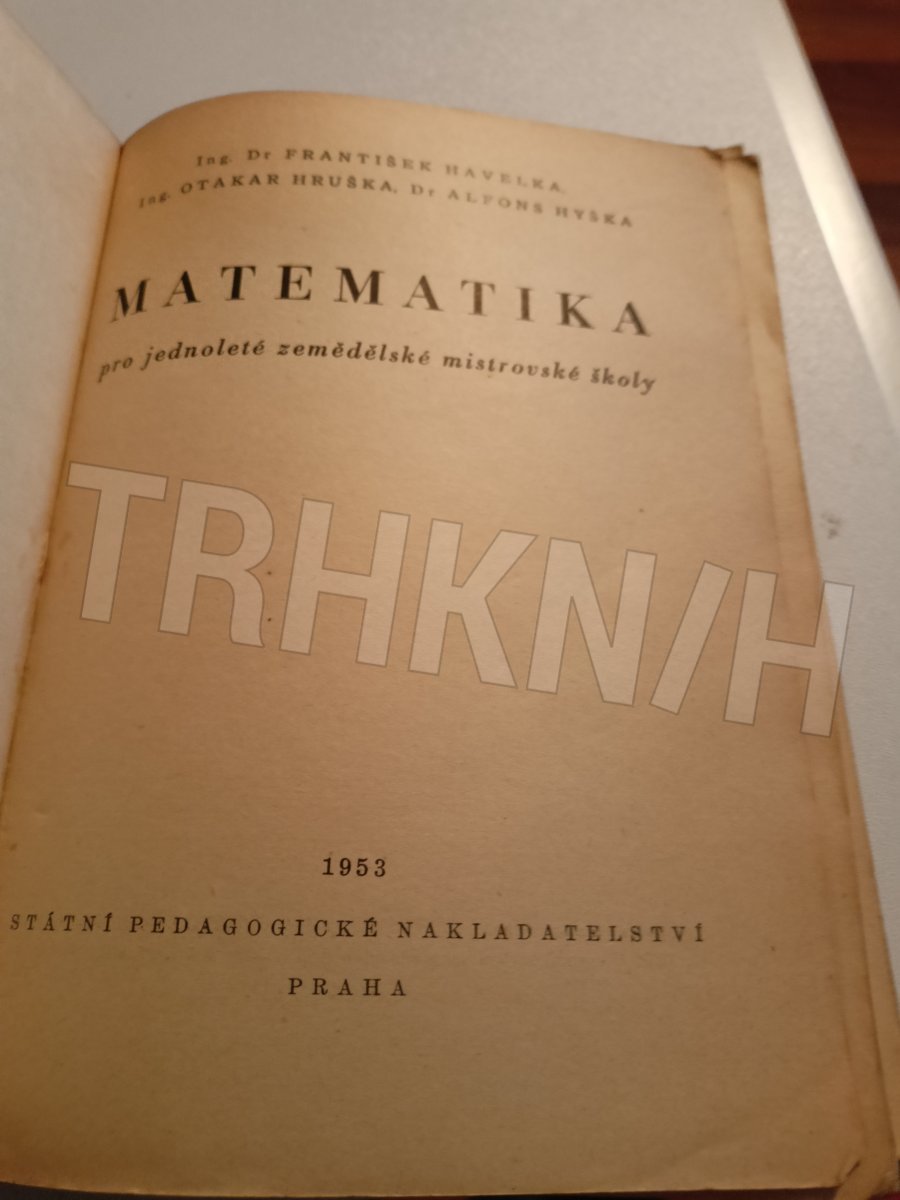 Ing. Dr FRANTIŠEK HAVELKA,
Ing. OTAKAR HRUŠKA, Dr ALFONS HYŠKA
MATEMATIKA
pro jednoleté zemědělské mistrovské školy
TRHKN/H
1953
STÁTNÍ PEDAGOGICKÉ NAKLADATELSTVÍ
PRAHA